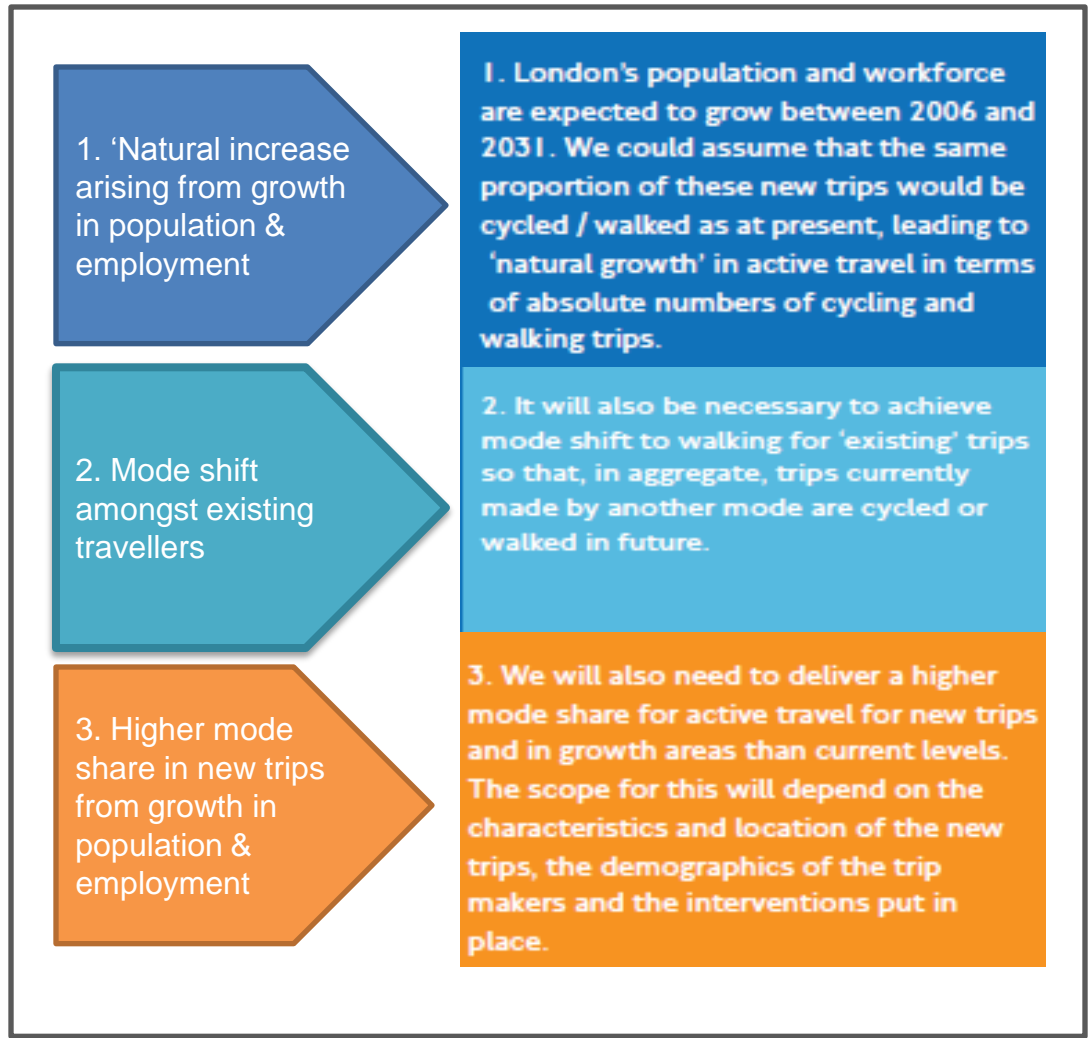 1. ‘Natural increase
arising from growth
in population &
employment
1. London’s population and workforce
are expected to grow between 2006 and
2031. We could assume that the same
proportion of these new trips would be
cycled / walked as at present, leading to
‘natural growth’ in active travel in terms
of absolute numbers of cycling and
walking trips.
2. Mode shift
amongst existing
travellers
2. It will also be necessary to achieve
mode shift to walking for ‘existing’ trips
so that, in aggregate, trips currently
made by another mode are cycled or
walked in future.
3. Higher mode
share in new trips
from growth in
population &
employment
3. We will also need to deliver a higher
mode share for active travel for new trips
and in growth areas than current levels.
The scope for this will depend on the
characteristics and location of the new
trips, the demographics of the trip
makers and the interventions put in
place.